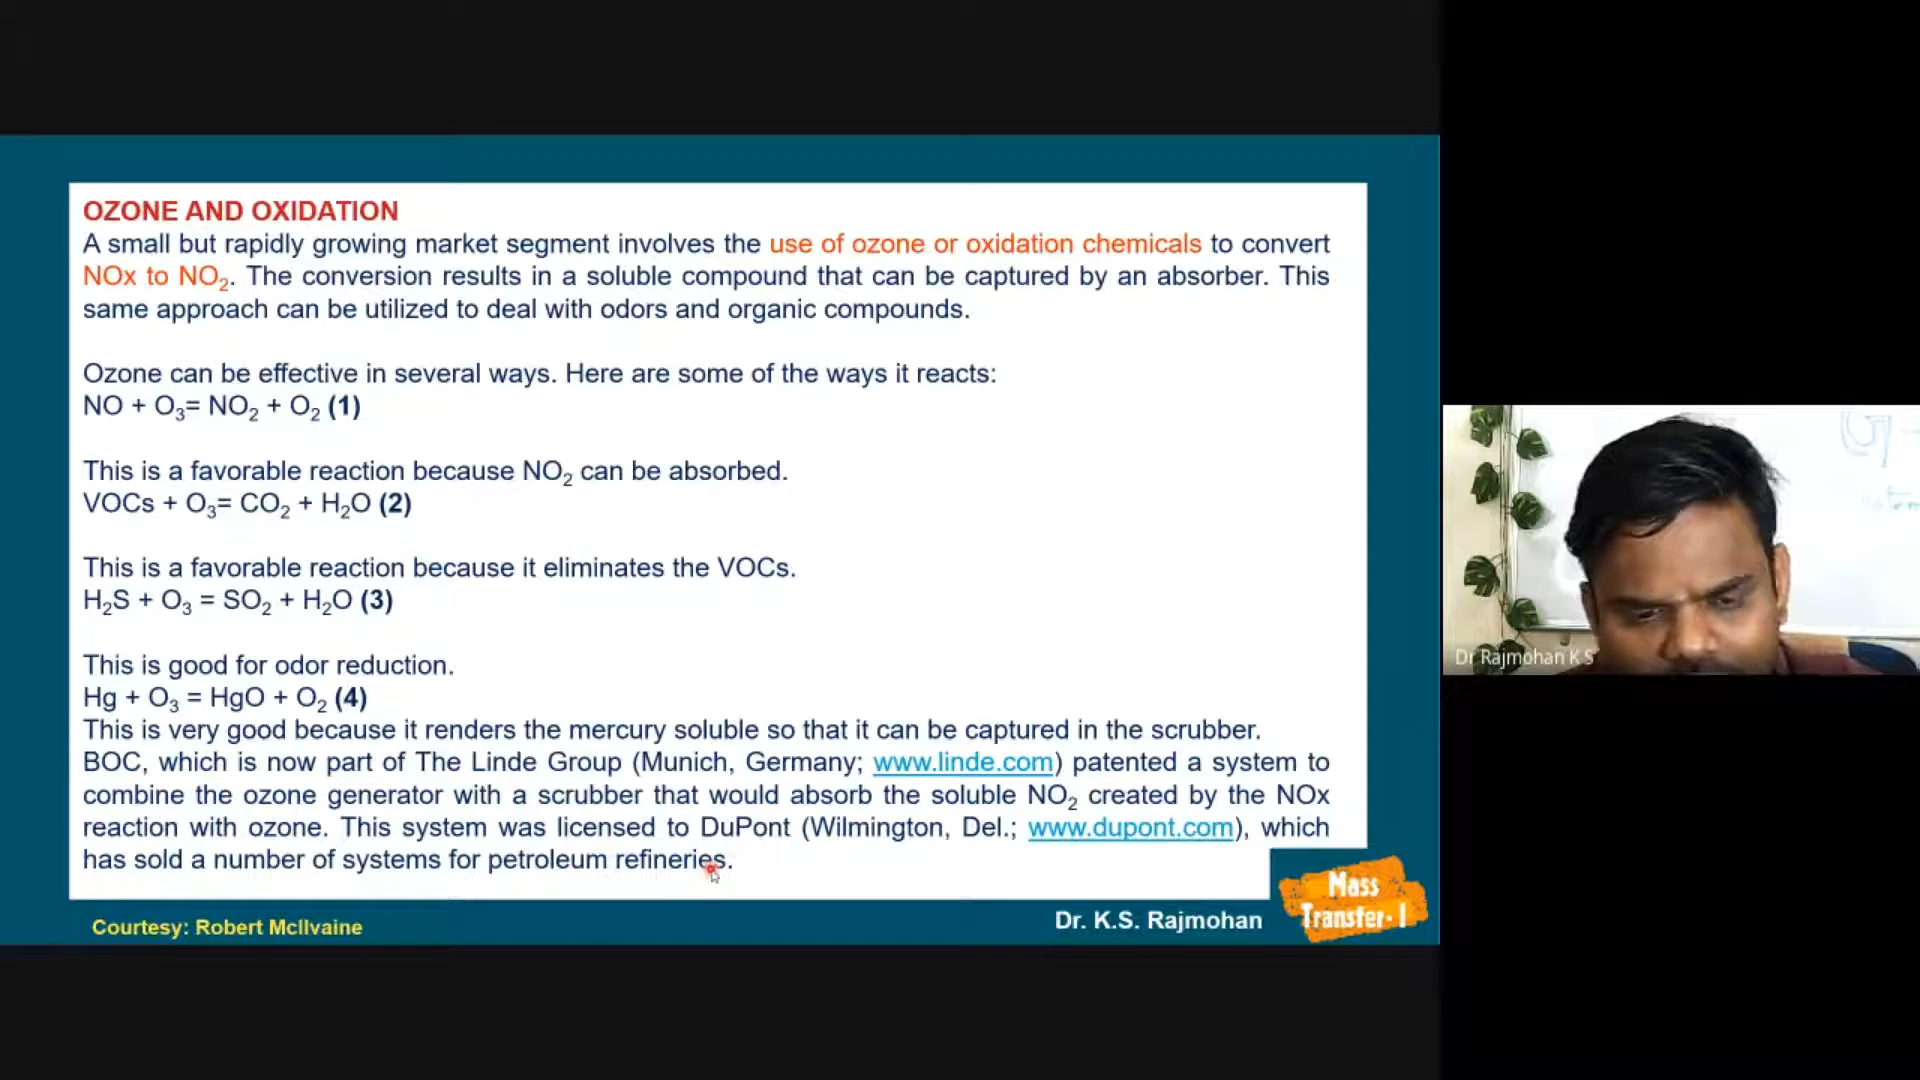 OZONE AND OXIDATION
A small but rapidly growing market segment involves the use of ozone or oxidation chemicals to convert
NOx to NO₂. The conversion results in a soluble compound that can be captured by an absorber. This
same approach can be utilized to deal with odors and organic compounds.
Ozone can be effective in several ways. Here are some of the ways it reacts:
NO + O₃= NO₂ + O₂ (1)
This is a favorable reaction because NO₂ can be absorbed.
VOCs + O₃= CO₂ + H₂O (2)
This is a favorable reaction because it eliminates the VOCs.
H₂S + O₃ = SO₂ + H₂O (3)
This is good for odor reduction.
Hg + O₃ = HgO + O₂ (4)
This is very good because it renders the mercury soluble so that it can be captured in the scrubber.
BOC, which is now part of The Linde Group (Munich, Germany; www.linde.com) patented a system to
combine the ozone generator with a scrubber that would absorb the soluble NO₂ created by the NOx
reaction with ozone. This system was licensed to DuPont (Wilmington, Del.; www.dupont.com), which
has sold a number of systems for petroleum refineries.
Courtesy: Robert McIlvaine
Dr. K.S. Rajmohan
Mass
Transfer- I
Dr Rajmohan K S